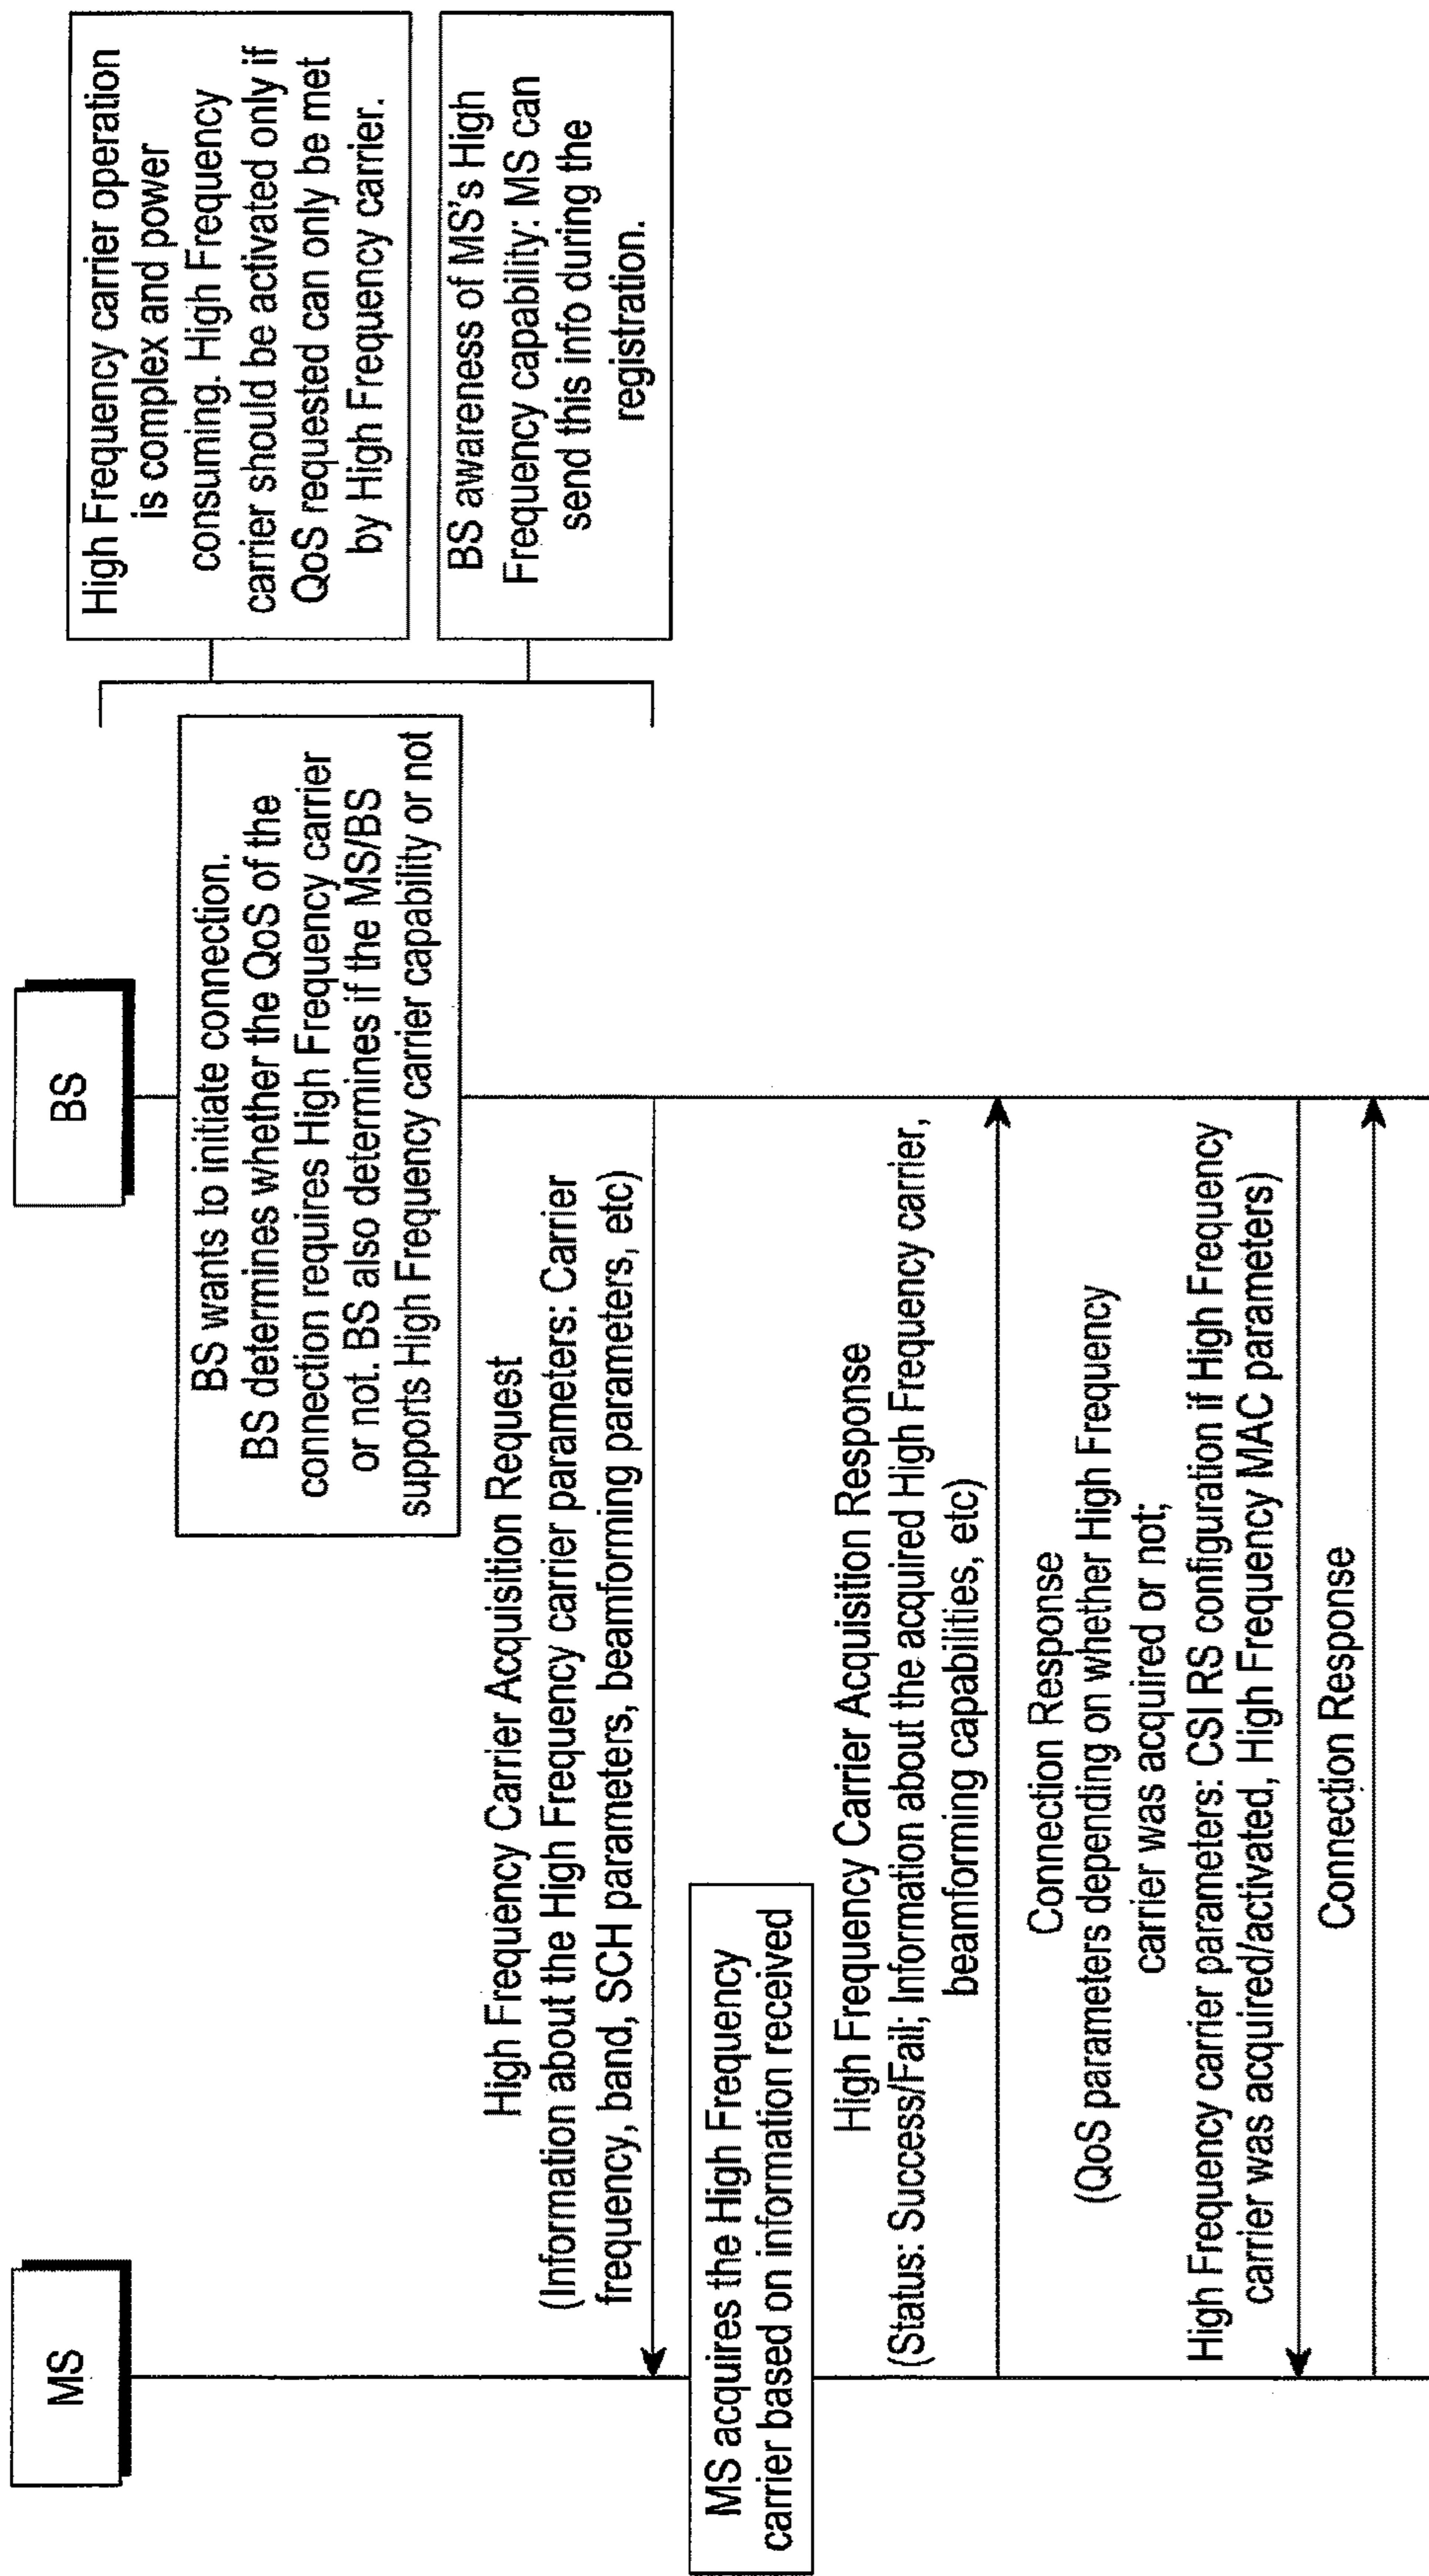 MS
BS
BS wants to initiate connection.
BS determines whether the QoS of the
connection requires High Frequency carrier
or not. BS also determines if the MS/BS
supports High Frequency carrier capability or not
High Frequency carrier operation
is complex and power
consuming. High Frequency
carrier should be activated only if
QoS requested can only be met
by High Frequency carrier.
BS awareness of MS's High
Frequency capability: MS can
send this info during the
registration.
High Frequency Carrier Acquisition Request
(Information about the High Frequency carrier parameters: Carrier
frequency, band, SCH parameters, beamforming parameters, etc)
MS acquires the High Frequency
carrier based on information received
High Frequency Carrier Acquisition Response
(Status: Success/Fail; Information about the acquired High Frequency carrier,
beamforming capabilities, etc)
Connection Response
(QoS parameters depending on whether High Frequency
carrier was acquired or not;
High Frequency carrier parameters: CSI RS configuration if High Frequency
carrier was acquired/activated, High Frequency MAC parameters)
Connection Response